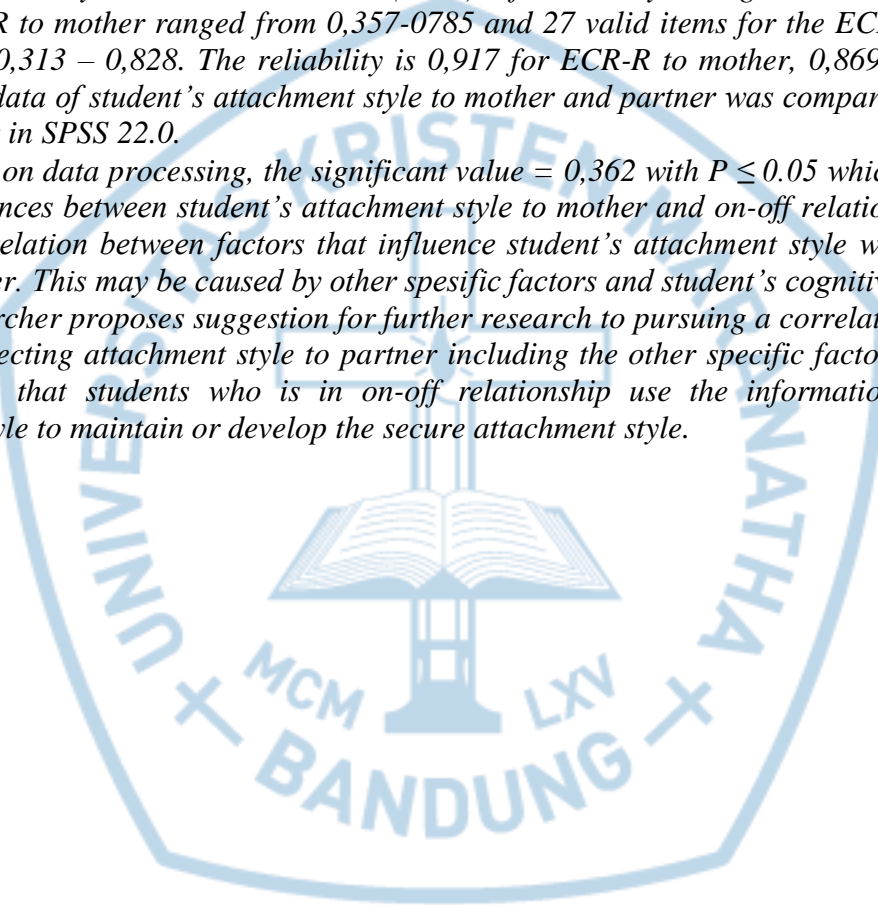 R to mother ranged from 0,357-0785 and 27 valid items for the EC
0,313 – 0,828. The reliability is 0,917 for ECR-R to mother, 0,869
data of student's attachment style to mother and partner was compar
in SPSS 22.0.
on data processing, the significant value = 0,362 with P ≤ 0.05 whic
nces between student's attachment style to mother and on-off relatio
elation between factors that influence student's attachment style w
er. This may be caused by other spesific factors and student's cognitiv
rcher proposes suggestion for further research to pursuing a correlat
ecting attachment style to partner including the other specific facto
that students who is in on-off relationship use the informatio
yle to maintain or develop the secure attachment style.
UNIVERSITAS KRISTEN MARANATHA
MCM LXV
BANDUNG